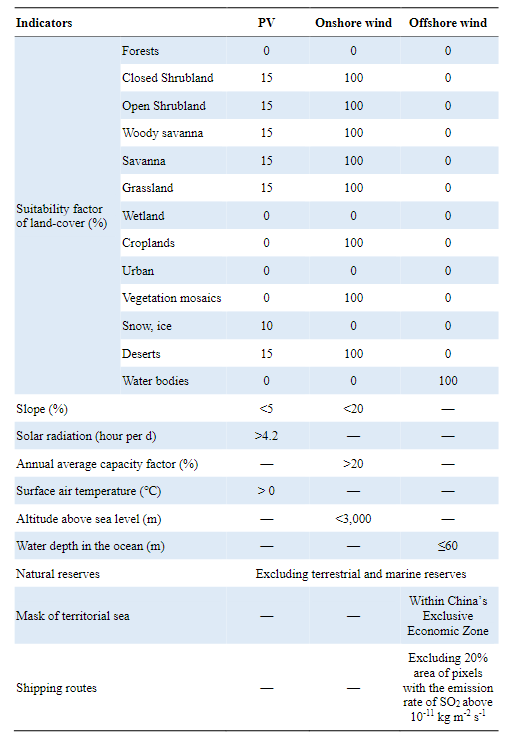 Indicators PV Onshore wind Offshore wind
Suitability factor
of land-cover (%)
Forests 0 0 0
Closed Shrubland 15 100 0
Open Shrubland 15 100 0
Woody savanna 15 100 0
Savanna 15 100 0
Grassland 15 100 0
Wetland 0 0 0
Croplands 0 100 0
Urban 0 0 0
Vegetation mosaics 0 100 0
Snow, ice 10 0 0
Deserts 15 100 0
Water bodies 0 0 100
Slope (%) <5 <20 —
Solar radiation (hour per d) >4.2 — —
Annual average capacity factor (%) — >20 —
Surface air temperature (°C) > 0 — —
Altitude above sea level (m) — <3,000 —
Water depth in the ocean (m) — — ≤60
Natural reserves Excluding terrestrial and marine reserves
Mask of territorial sea — — Within China’s
Exclusive
Economic Zone
Shipping routes — — Excluding 20%
area of pixels
with the emission
rate of SO₂ above
10⁻¹¹ kg m⁻² s⁻¹